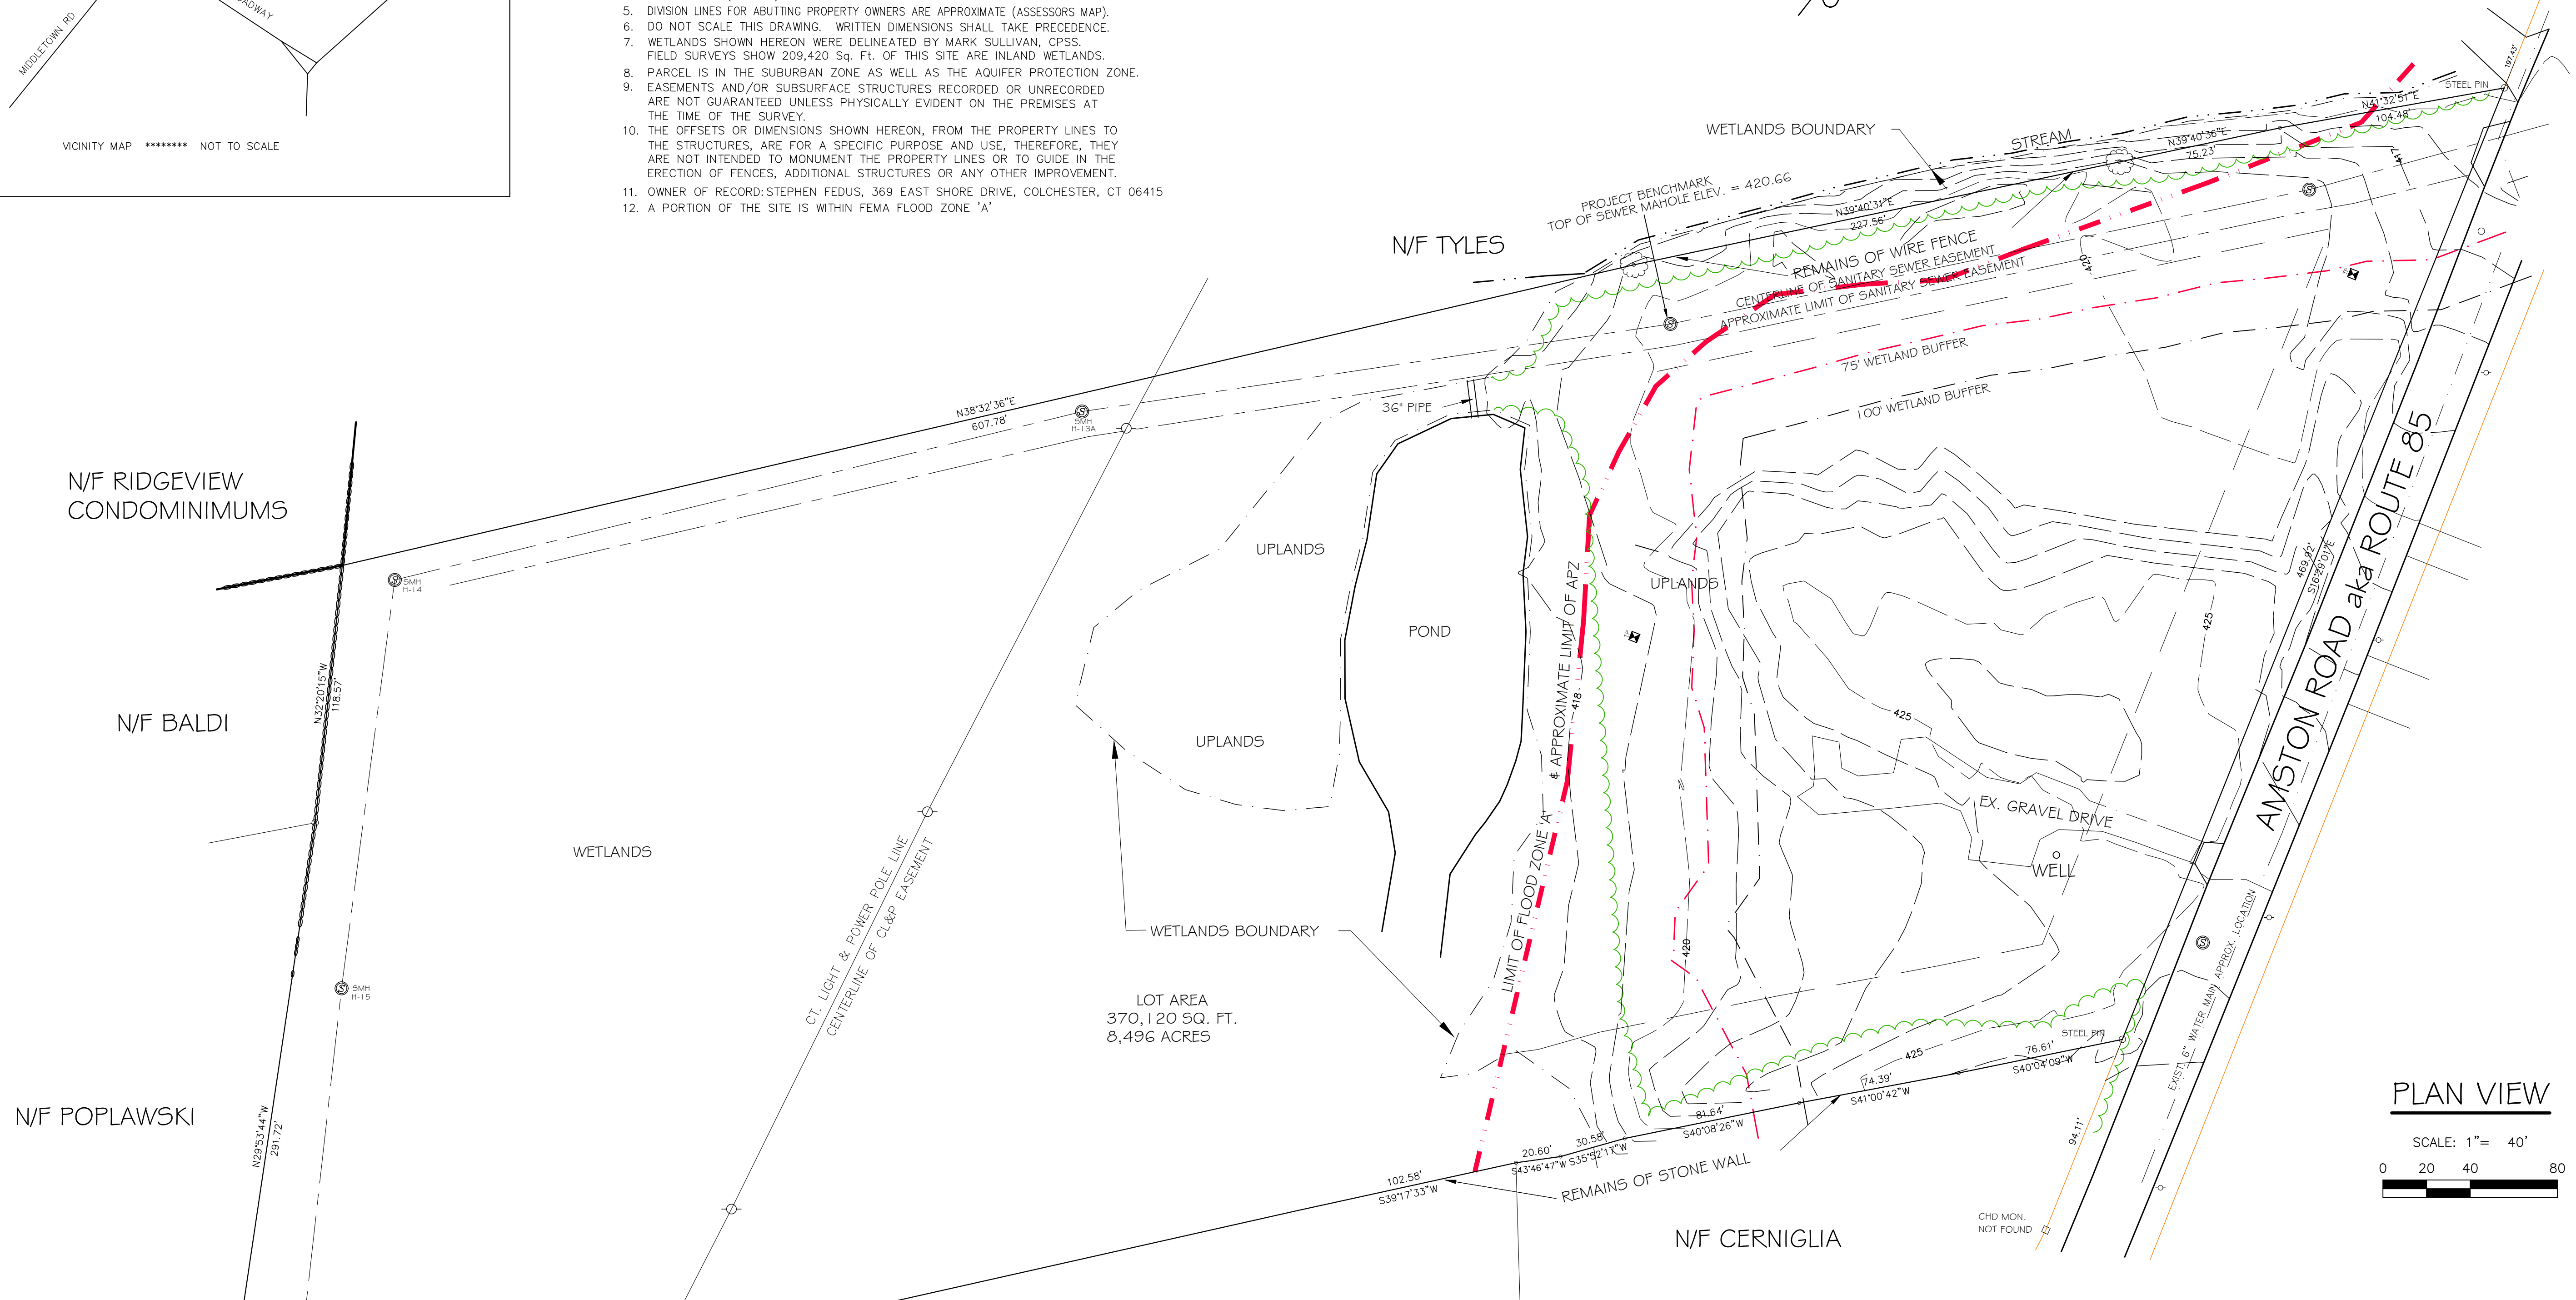 MIDDLETOWN RD
VICINITY MAP ******** NOT TO SCALE
5. DIVISION LINES FOR ABUTTING PROPERTY OWNERS ARE APPROXIMATE (ASSESSORS MAP).
6. DO NOT SCALE THIS DRAWING. WRITTEN DIMENSIONS SHALL TAKE PRECEDENCE.
7. WETLANDS SHOWN HEREON WERE DELINEATED BY MARK SULLIVAN, CPSS.
FIELD SURVEYS SHOW 209,420 Sq. Ft. OF THIS SITE ARE INLAND WETLANDS.
8. PARCEL IS IN THE SUBURBAN ZONE AS WELL AS THE AQUIFER PROTECTION ZONE.
9. EASEMENTS AND/OR SUBSURFACE STRUCTURES RECORDED OR UNRECORDED
ARE NOT GUARANTEED UNLESS PHYSICALLY EVIDENT ON THE PREMISES AT
THE TIME OF THE SURVEY.
10. THE OFFSETS OR DIMENSIONS SHOWN HEREON, FROM THE PROPERTY LINES TO
THE STRUCTURES, ARE FOR A SPECIFIC PURPOSE AND USE, THEREFORE, THEY
ARE NOT INTENDED TO MONUMENT THE PROPERTY LINES OR TO GUIDE IN THE
ERECTION OF FENCES, ADDITIONAL STRUCTURES OR ANY OTHER IMPROVEMENT.
11. OWNER OF RECORD: STEPHEN FEDUS, 369 EAST SHORE DRIVE, COLCHESTER, CT 06415
12. A PORTION OF THE SITE IS WITHIN FEMA FLOOD ZONE 'A'
197.43'
STEEL PIN
N41°32'51"E
104.48'
WETLANDS BOUNDARY
STREAM
N39°40'36"E
75.23'
417
PROJECT BENCHMARK
TOP OF SEWER MAHOLE ELEV. = 420.66
N39°40'31"E
227.56'
N/F TYLES
REMAINS OF WIRE FENCE
CENTERLINE OF SANITARY SEWER EASEMENT
APPROXIMATE LIMIT OF SANITARY SEWER EASEMENT
420
S
S
75' WETLAND BUFFER
100' WETLAND BUFFER
36" PIPE
N38°32'36"E
607.78'
S
SMH
H-13A
N/F RIDGEVIEW
CONDOMINIMUMS
S
SMH
H-14
UPLANDS
UPLANDS
POND
UPLANDS
& APPROXIMATE LIMIT OF APZ
418
LIMIT OF FLOOD ZONE 'A'
469.92'
S16°29'01"E
425
425
AMSTON ROAD aka ROUTE 85
N32°20'15"W
118.57'
N/F BALDI
EX. GRAVEL DRIVE
WELL
WETLANDS
CT. LIGHT & POWER POLE LINE
CENTERLINE OF CL&P EASEMENT
WETLANDS BOUNDARY
420
S
EXIST. 6" WATER MAIN APPROX. LOCATION
S
SMH
H-15
LOT AREA
370,120 SQ. FT.
8,496 ACRES
STEEL PIN
425
76.61'
S40°04'09"W
74.39'
S41°00'42"W
81.64'
S40°08'26"W
30.58'
S35°52'17"W
20.60'
S43°46'47"W
102.58'
S39°17'33"W
REMAINS OF STONE WALL
94.11'
N/F POPLAWSKI
N29°53'44"W
291.72'
N/F CERNIGLIA
CHD MON.
NOT FOUND
PLAN VIEW
SCALE: 1"= 40'
0 20 40 80